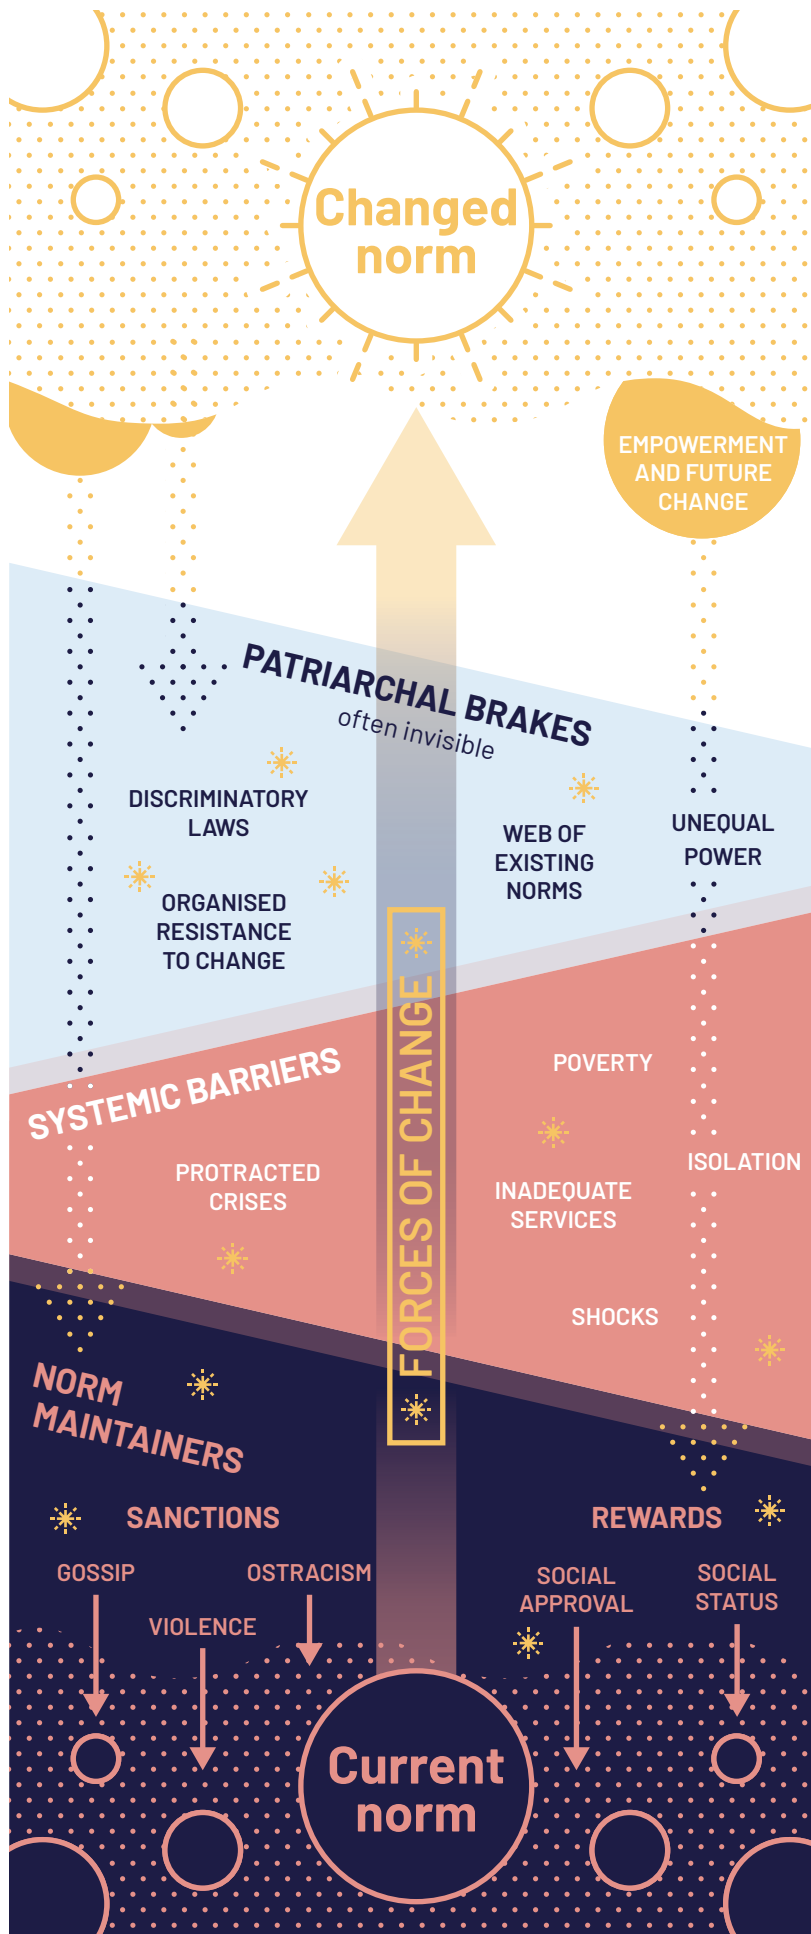 Changed
norm
EMPOWERMENT
AND FUTURE
CHANGE
PATRIARCHAL BRAKES
often invisible
DISCRIMINATORY
LAWS
ORGANISED
RESISTANCE
TO CHANGE
WEB OF
EXISTING
NORMS
UNEQUAL
POWER
FORCES OF CHANGE
SYSTEMIC BARRIERS
PROTRACTED
CRISES
POVERTY
ISOLATION
INADEQUATE
SERVICES
SHOCKS
NORM
MAINTAINERS
SANCTIONS
GOSSIP
OSTRACISM
VIOLENCE
REWARDS
SOCIAL
APPROVAL
SOCIAL
STATUS
Current
norm